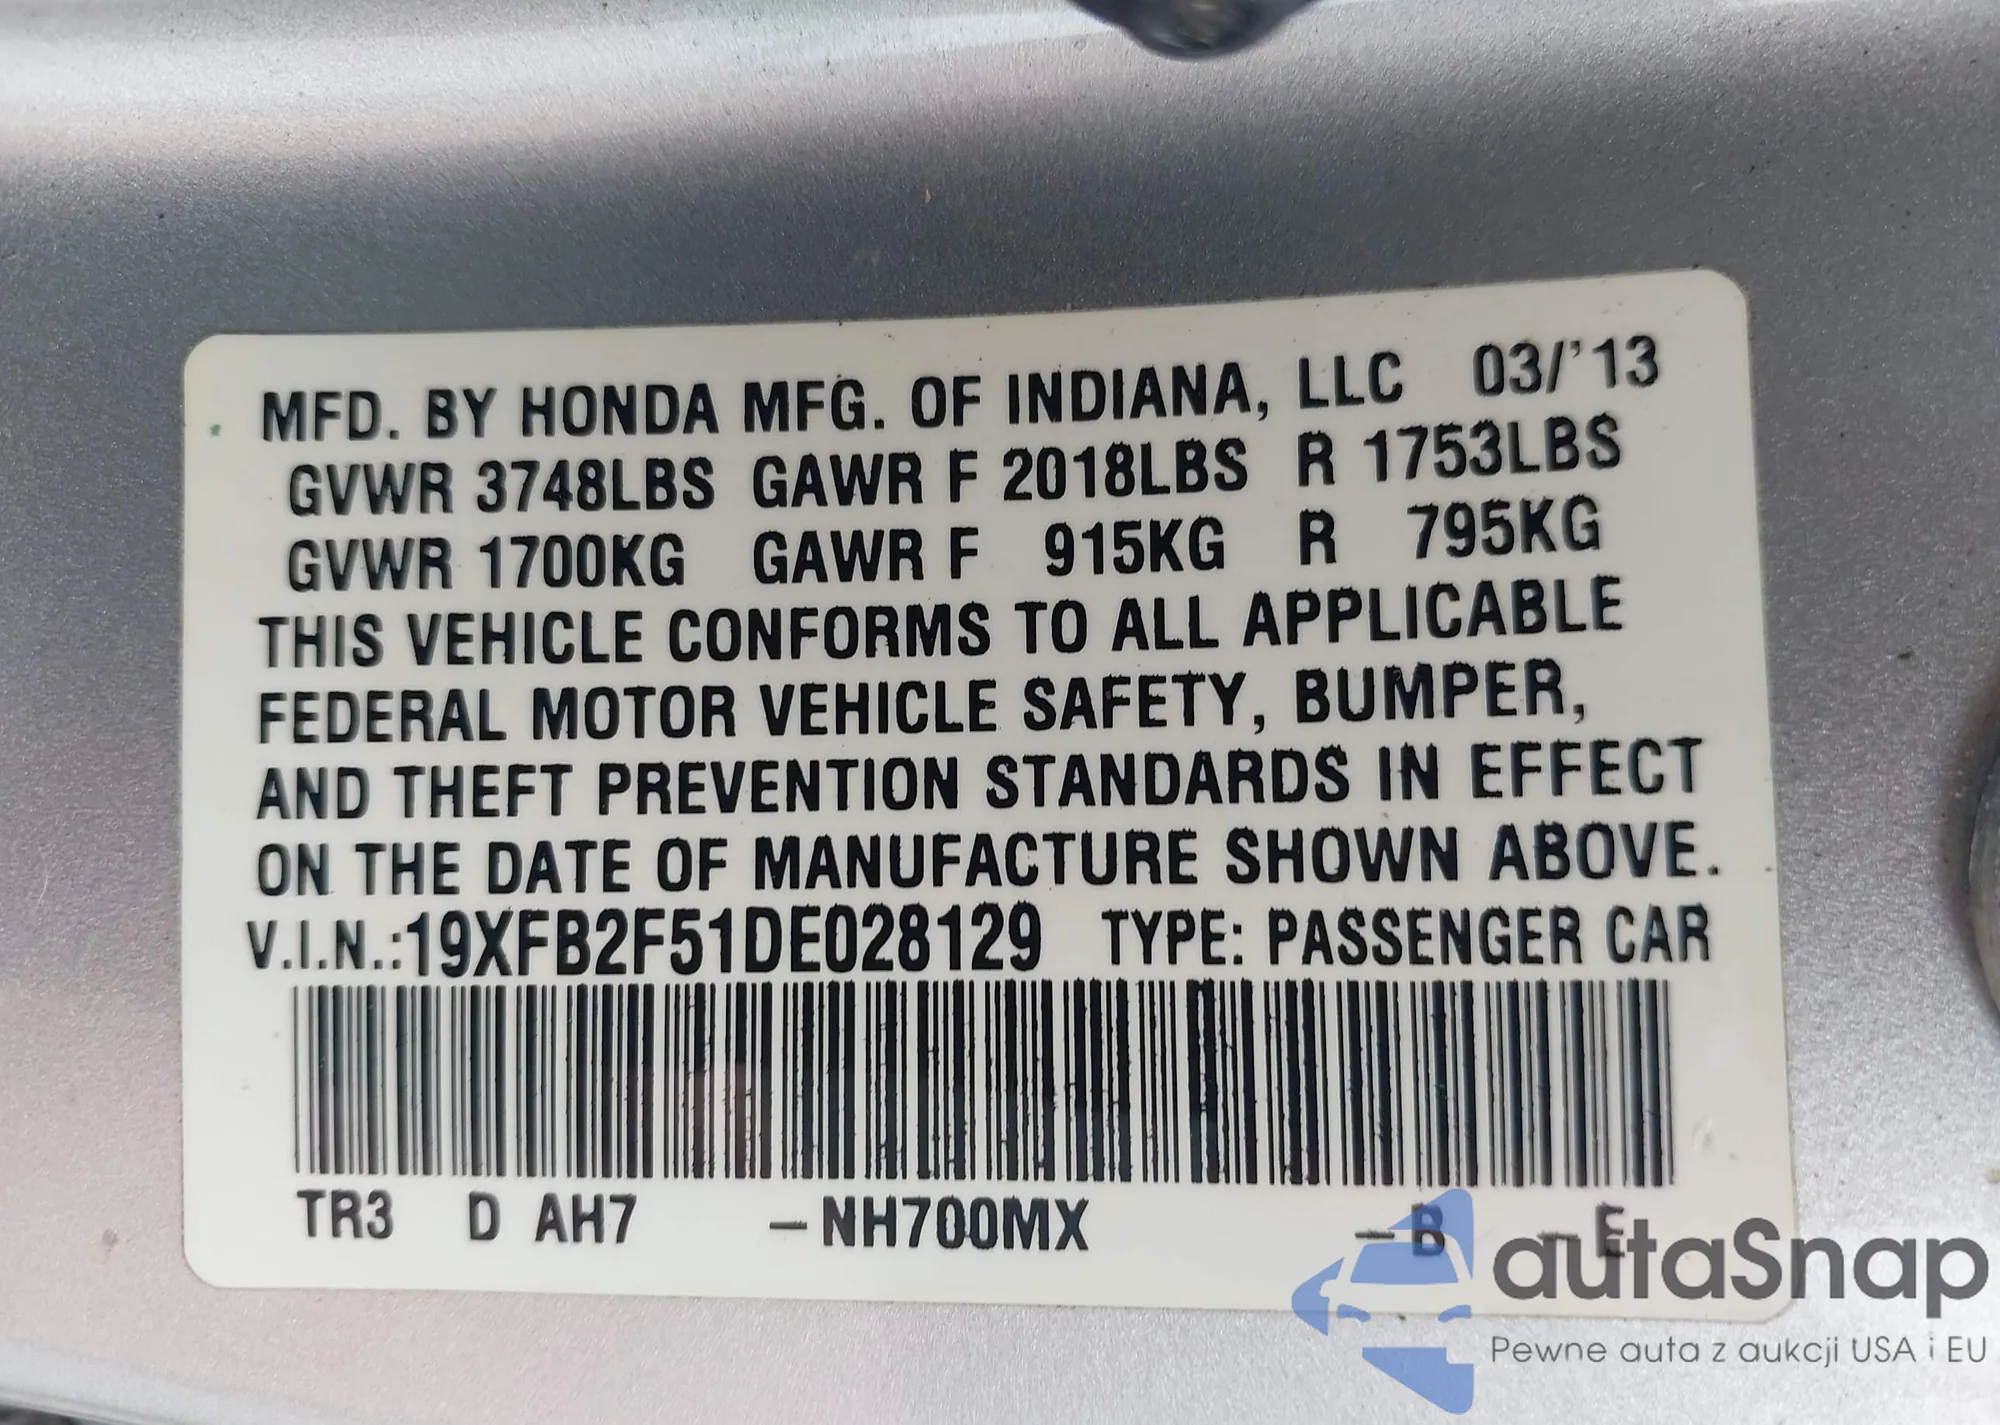 MFD. BY HONDA MFG. OF INDIANA, LLC 03/'13
GVWR 3748LBS GAWR F 2018LBS R 1753LBS
GVWR 1700KG GAWR F 915KG R 795KG
THIS VEHICLE CONFORMS TO ALL APPLICABLE
FEDERAL MOTOR VEHICLE SAFETY, BUMPER,
AND THEFT PREVENTION STANDARDS IN EFFECT
ON THE DATE OF MANUFACTURE SHOWN ABOVE.
V.I.N.:19XFB2F51DE028129 TYPE: PASSENGER CAR
TR3 D AH7 –NH700MX –B –E
autaSnap
Pewne auta z aukcji USA i EU